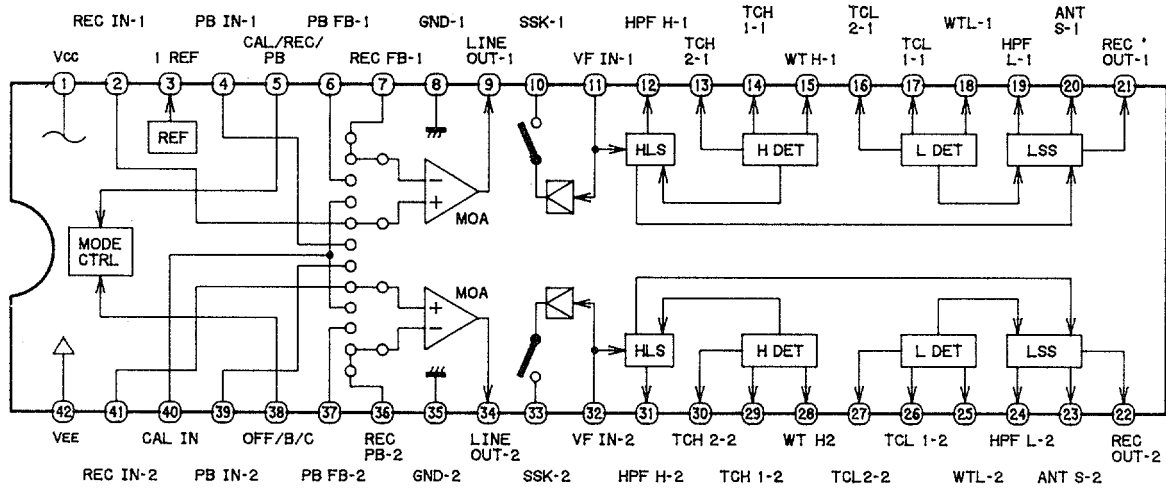 REC IN-1 PB IN-1 PB FB-1 GND-1 SSK-1 HPF H-1 TCH 1-1 TCL 2-1 WTL-1 ANT S-1
VCC I REF CAL/REC/PB REC FB-1 LINE OUT-1 VF IN-1 TCH 2-1 WT H-1 TCL 1-1 HPF L-1 REC OUT-1
1 2 3 4 5 6 7 8 9 10 11 12 13 14 15 16 17 18 19 20 21
REF
HLS H DET L DET LSS
- +
MOA
MODE CTRL
MOA
+ -
HLS H DET L DET LSS
42 41 40 39 38 37 36 35 34 33 32 31 30 29 28 27 26 25 24 23 22
VEE CAL IN OFF/B/C REC PB-2 LINE OUT-2 VF IN-2 TCH 2-2 WT H2 TCL 1-2 HPF L-2 REC OUT-2
REC IN-2 PB IN-2 PB FB-2 GND-2 SSK-2 HPF H-2 TCH 1-2 TCL2-2 WTL-2 ANT S-2